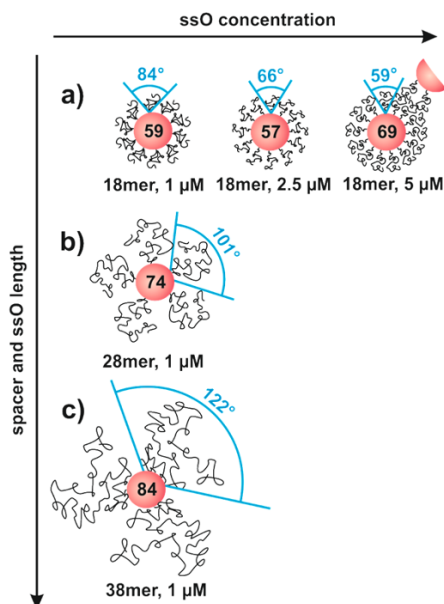 ssO concentration
spacer and ssO length
a)
84°
66°
59°
59
57
69
18mer, 1 µM
18mer, 2.5 µM
18mer, 5 µM
b)
101°
74
28mer, 1 µM
c)
122°
84
38mer, 1 µM